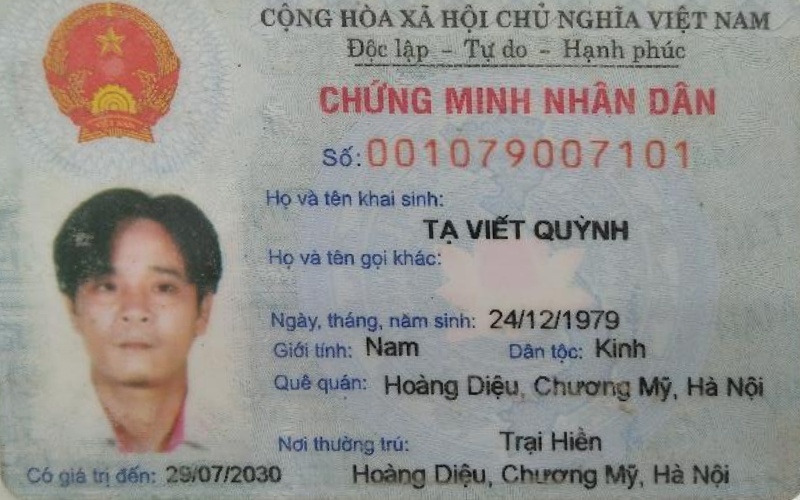 CỘNG HÒA XÃ HỘI CHỦ NGHĨA VIỆT NAM
Độc lập - Tự do - Hạnh phúc
CHỨNG MINH NHÂN DÂN
Số: 001079007101
Họ và tên khai sinh:
TẠ VIẾT QUỲNH
Họ và tên gọi khác:
Ngày, tháng, năm sinh: 24/12/1979
Giới tính: Nam Dân tộc: Kinh
Quê quán: Hoàng Diệu, Chương Mỹ, Hà Nội
Nơi thường trú: Trại Hiền
Hoàng Diệu, Chương Mỹ, Hà Nội
Có giá trị đến: 29/07/2030